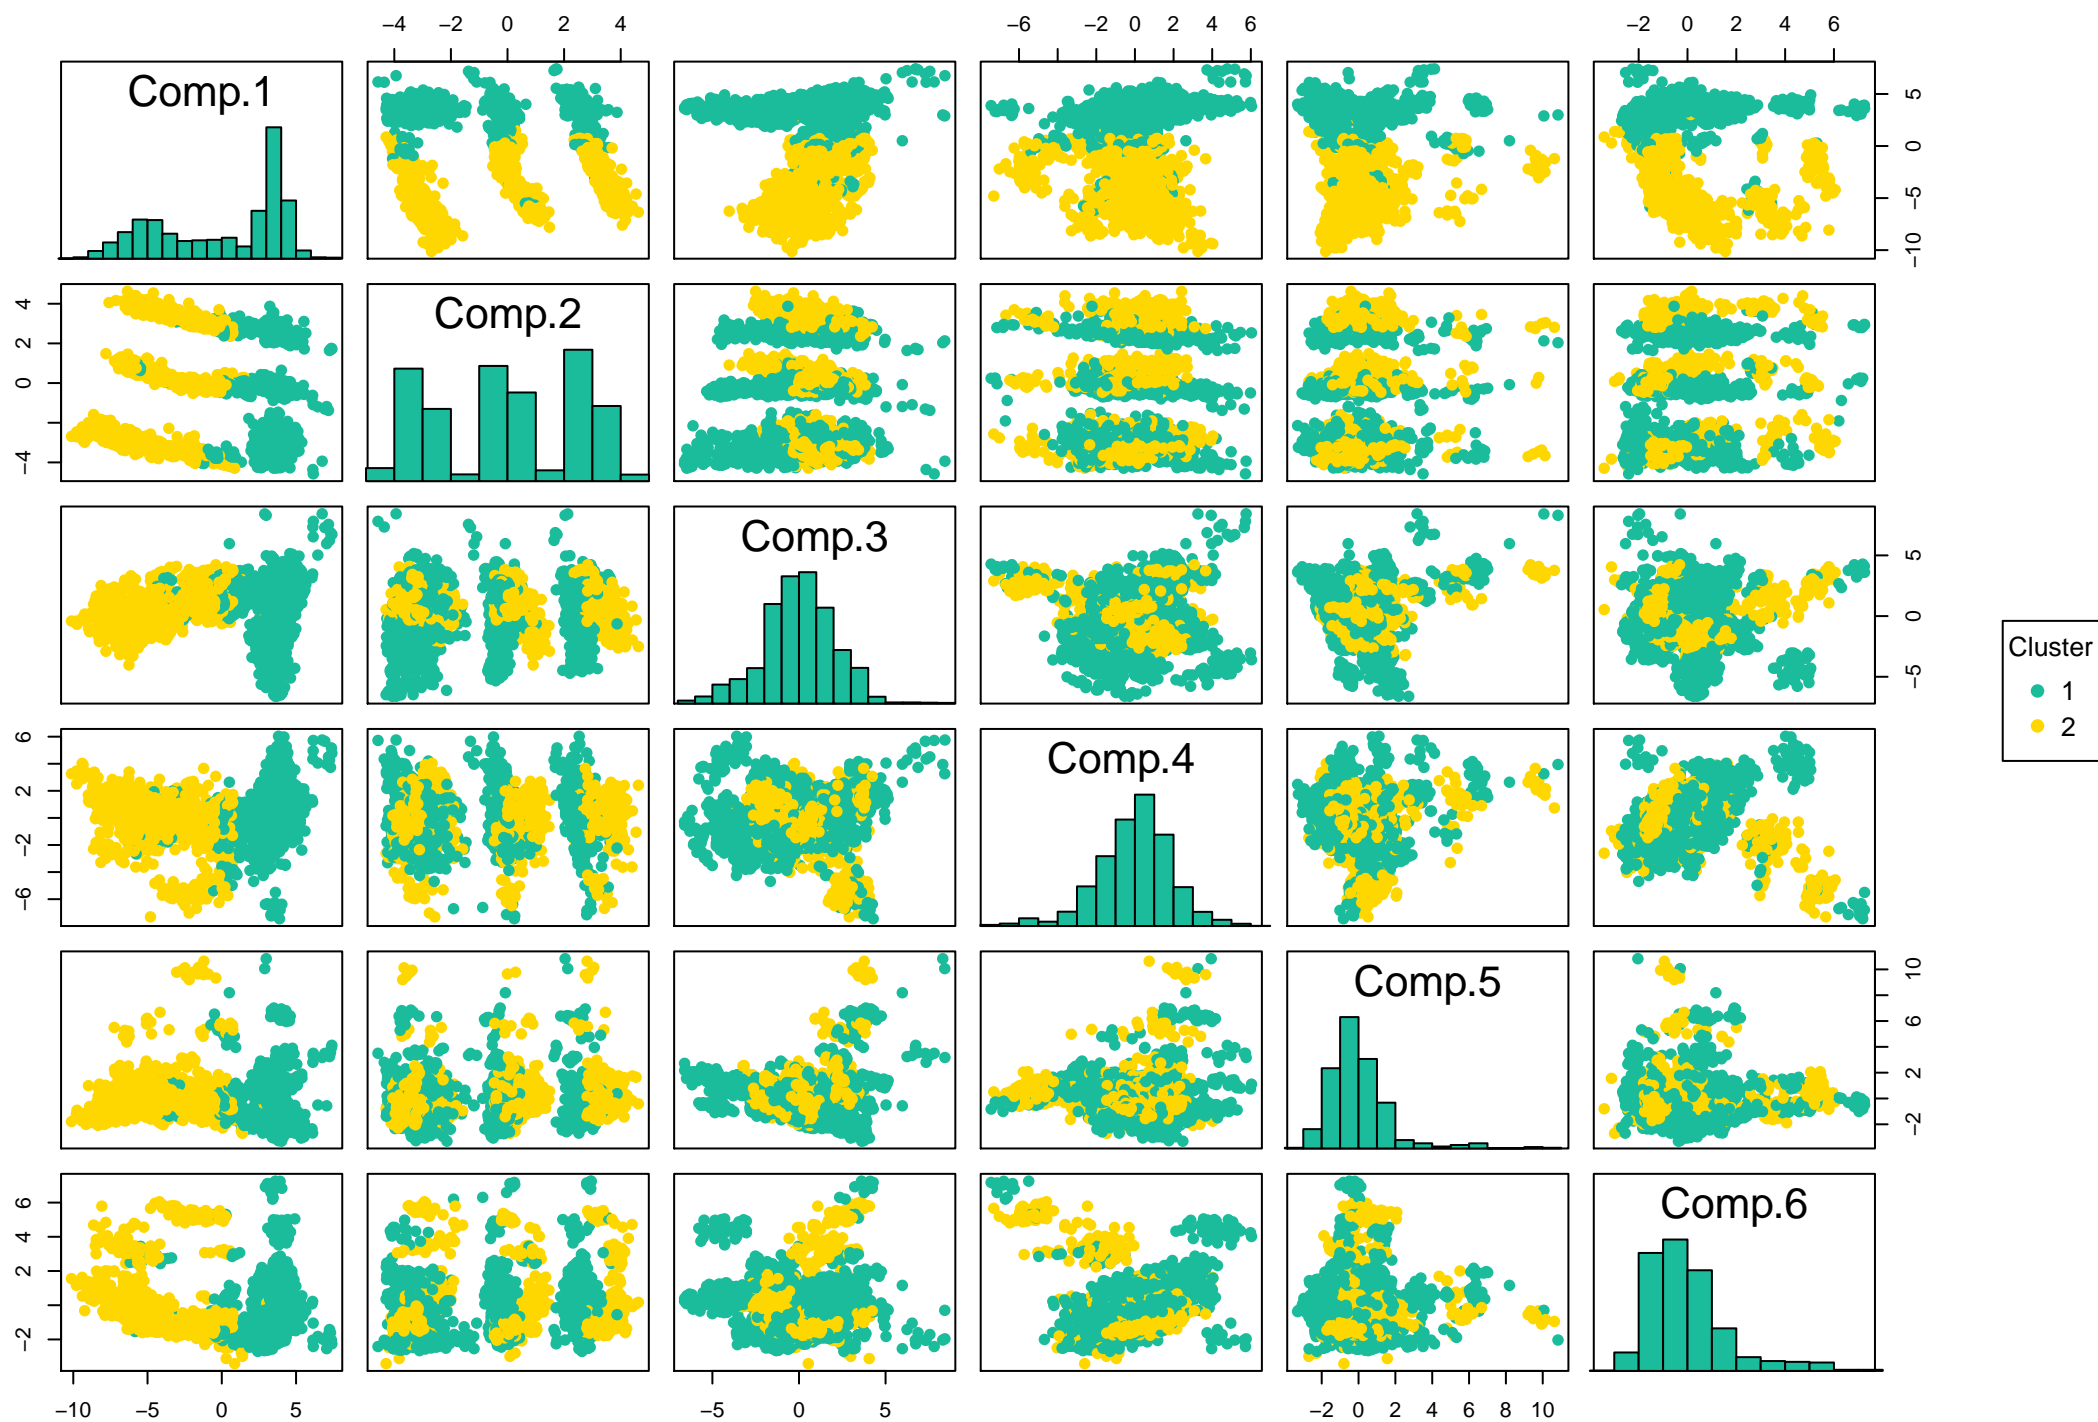 −4 −2 0 2 4 −6 −2 0 2 4 6 −2 0 2 4 6
Comp.1
5 0 −5 −10
4 2 0 −4
Comp.2
Comp.3
5 0 −5
Cluster
1
2
6 2 −2 −6
Comp.4
Comp.5
10 6 2 −2
6 4 2 −2
Comp.6
−10 −5 0 5 −5 0 5 −2 0 2 4 6 8 10